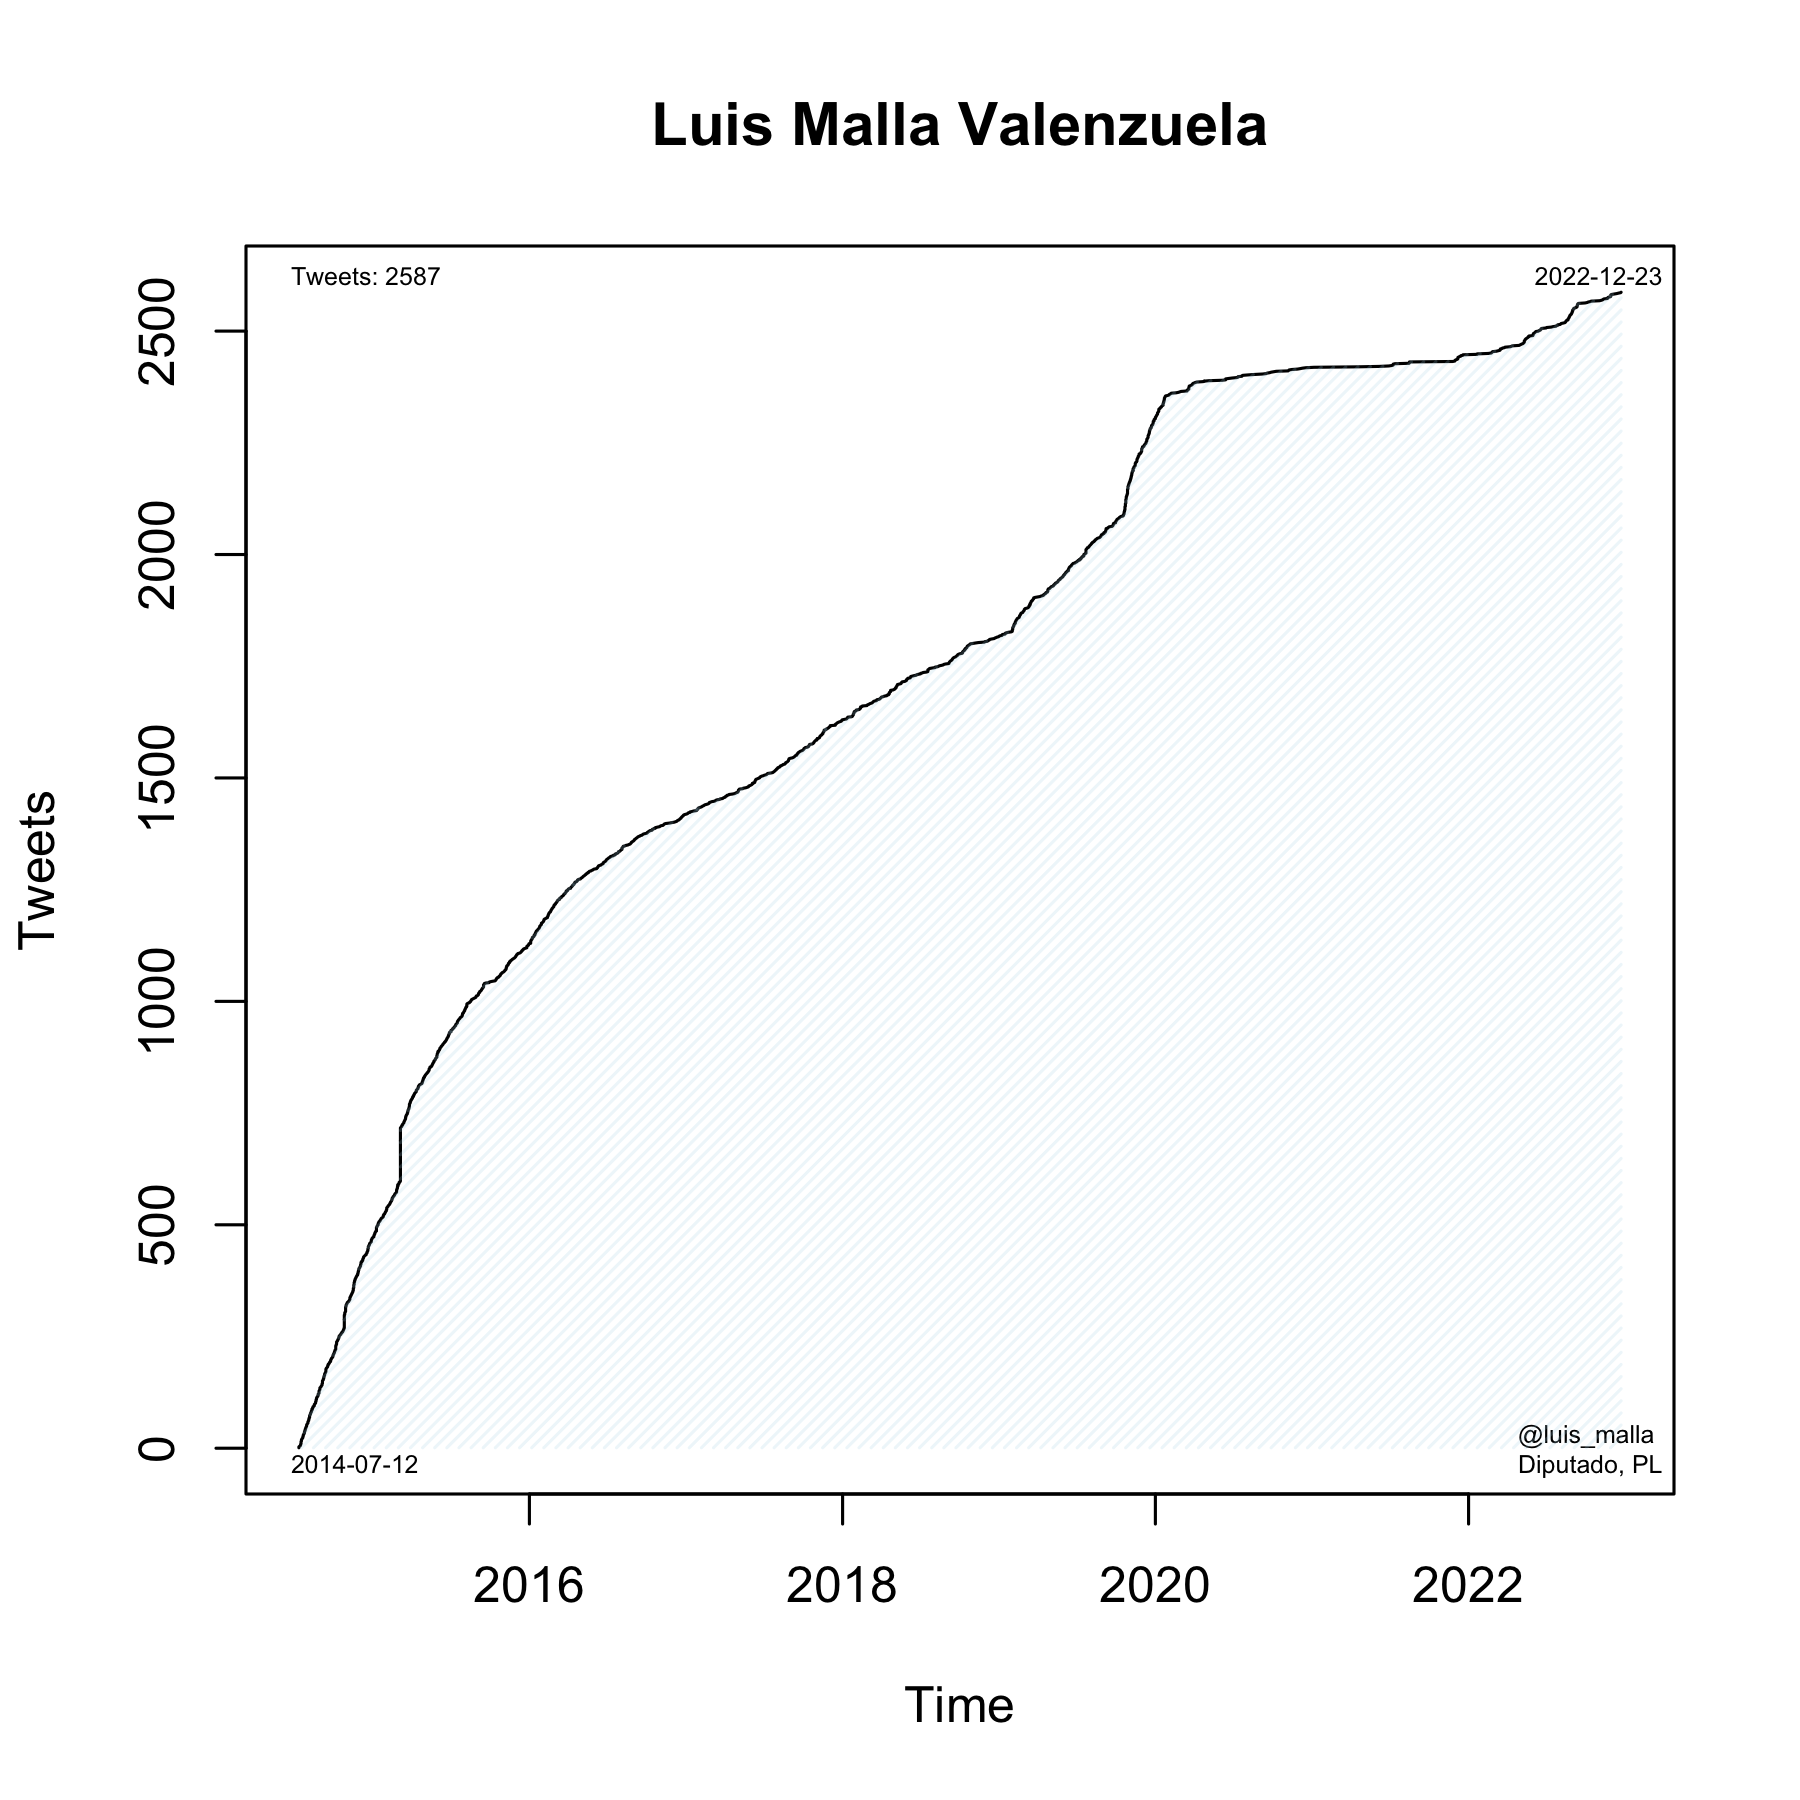 Luis Malla Valenzuela
Tweets: 2587
2022-12-23
2500
2000
1500
1000
500
0
Tweets
@luis_malla
2014-07-12
Diputado, PL
2016
2018
2020
2022
Time